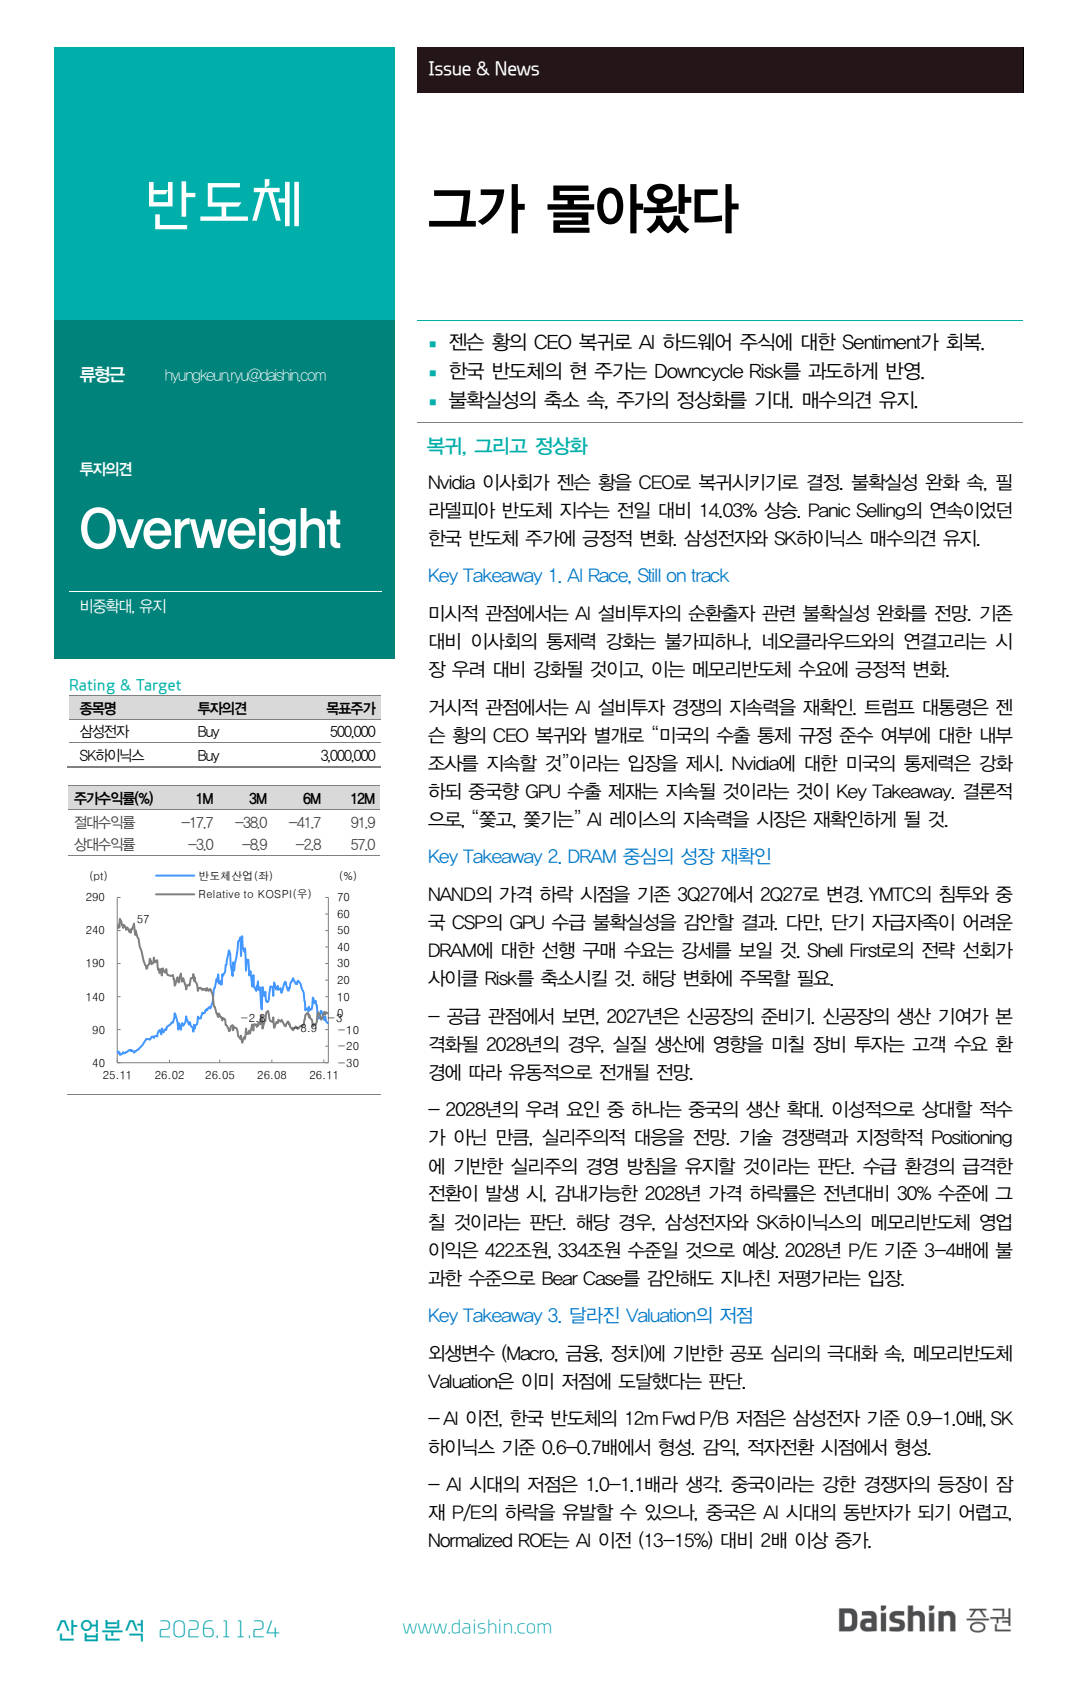 Issue & News
반도체
그가 돌아왔다
류형근 hyungkeun.ryu@daishin.com
투자의견
Overweight
비중확대, 유지
Rating & Target
종목명 투자의견 목표주가
삼성전자 Buy 500,000
SK하이닉스 Buy 3,000,000
주가수익률(%) 1M 3M 6M 12M
절대수익률 -17.7 -38.0 -41.7 91.9
상대수익률 -3.0 -8.9 -2.8 57.0
(pt) 반도체산업(좌) (%)
Relative to KOSPI(우)
290 70
60
240 50
40
190 30
20
140 10
0
90 -10
-20
40 -30
57
-2.8
-8.9
-3
25.11 26.02 26.05 26.08 26.11
젠슨 황의 CEO 복귀로 AI 하드웨어 주식에 대한 Sentiment가 회복.
한국 반도체의 현 주가는 Downcycle Risk를 과도하게 반영.
불확실성의 축소 속, 주가의 정상화를 기대. 매수의견 유지.
복귀, 그리고 정상화
Nvidia 이사회가 젠슨 황을 CEO로 복귀시키기로 결정. 불확실성 완화 속, 필
라델피아 반도체 지수는 전일 대비 14.03% 상승. Panic Selling의 연속이었던
한국 반도체 주가에 긍정적 변화. 삼성전자와 SK하이닉스 매수의견 유지.
Key Takeaway 1. AI Race, Still on track
미시적 관점에서는 AI 설비투자의 순환출자 관련 불확실성 완화를 전망. 기존
대비 이사회의 통제력 강화는 불가피하나, 네오클라우드와의 연결고리는 시
장 우려 대비 강화될 것이고, 이는 메모리반도체 수요에 긍정적 변화.
거시적 관점에서는 AI 설비투자 경쟁의 지속력을 재확인. 트럼프 대통령은 젠
슨 황의 CEO 복귀와 별개로 “미국의 수출 통제 규정 준수 여부에 대한 내부
조사를 지속할 것”이라는 입장을 제시. Nvidia에 대한 미국의 통제력은 강화
하되 중국향 GPU 수출 제재는 지속될 것이라는 것이 Key Takeaway. 결론적
으로, “쫓고, 쫓기는” AI 레이스의 지속력을 시장은 재확인하게 될 것.
Key Takeaway 2. DRAM 중심의 성장 재확인
NAND의 가격 하락 시점을 기존 3Q27에서 2Q27로 변경. YMTC의 침투와 중
국 CSP의 GPU 수급 불확실성을 감안할 결과. 다만, 단기 자급자족이 어려운
DRAM에 대한 선행 구매 수요는 강세를 보일 것. Shell First로의 전략 선회가
사이클 Risk를 축소시킬 것. 해당 변화에 주목할 필요.
- 공급 관점에서 보면, 2027년은 신공장의 준비기. 신공장의 생산 기여가 본
격화될 2028년의 경우, 실질 생산에 영향을 미칠 장비 투자는 고객 수요 환
경에 따라 유동적으로 전개될 전망.
- 2028년의 우려 요인 중 하나는 중국의 생산 확대. 이성적으로 상대할 적수
가 아닌 만큼, 실리주의적 대응을 전망. 기술 경쟁력과 지정학적 Positioning
에 기반한 실리주의 경영 방침을 유지할 것이라는 판단. 수급 환경의 급격한
전환이 발생 시, 감내가능한 2028년 가격 하락률은 전년대비 30% 수준에 그
칠 것이라는 판단. 해당 경우, 삼성전자와 SK하이닉스의 메모리반도체 영업
이익은 422조원, 334조원 수준일 것으로 예상. 2028년 P/E 기준 3-4배에 불
과한 수준으로 Bear Case를 감안해도 지나친 저평가라는 입장.
Key Takeaway 3. 달라진 Valuation의 저점
외생변수 (Macro, 금융, 정치)에 기반한 공포 심리의 극대화 속, 메모리반도체
Valuation은 이미 저점에 도달했다는 판단.
- AI 이전, 한국 반도체의 12m Fwd P/B 저점은 삼성전자 기준 0.9-1.0배, SK
하이닉스 기준 0.6-0.7배에서 형성. 감익, 적자전환 시점에서 형성.
- AI 시대의 저점은 1.0-1.1배라 생각. 중국이라는 강한 경쟁자의 등장이 잠
재 P/E의 하락을 유발할 수 있으나, 중국은 AI 시대의 동반자가 되기 어렵고,
Normalized ROE는 AI 이전 (13-15%) 대비 2배 이상 증가.
산업분석 2026.11.24 www.daishin.com Daishin 증권